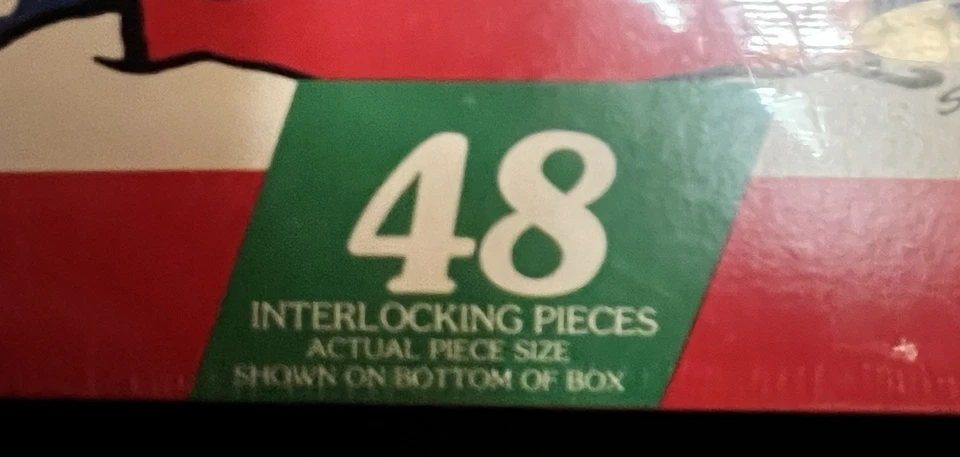 48
INTERLOCKING PIECES
ACTUAL PIECE SIZE
SHOWN ON BOTTOM OF BOX